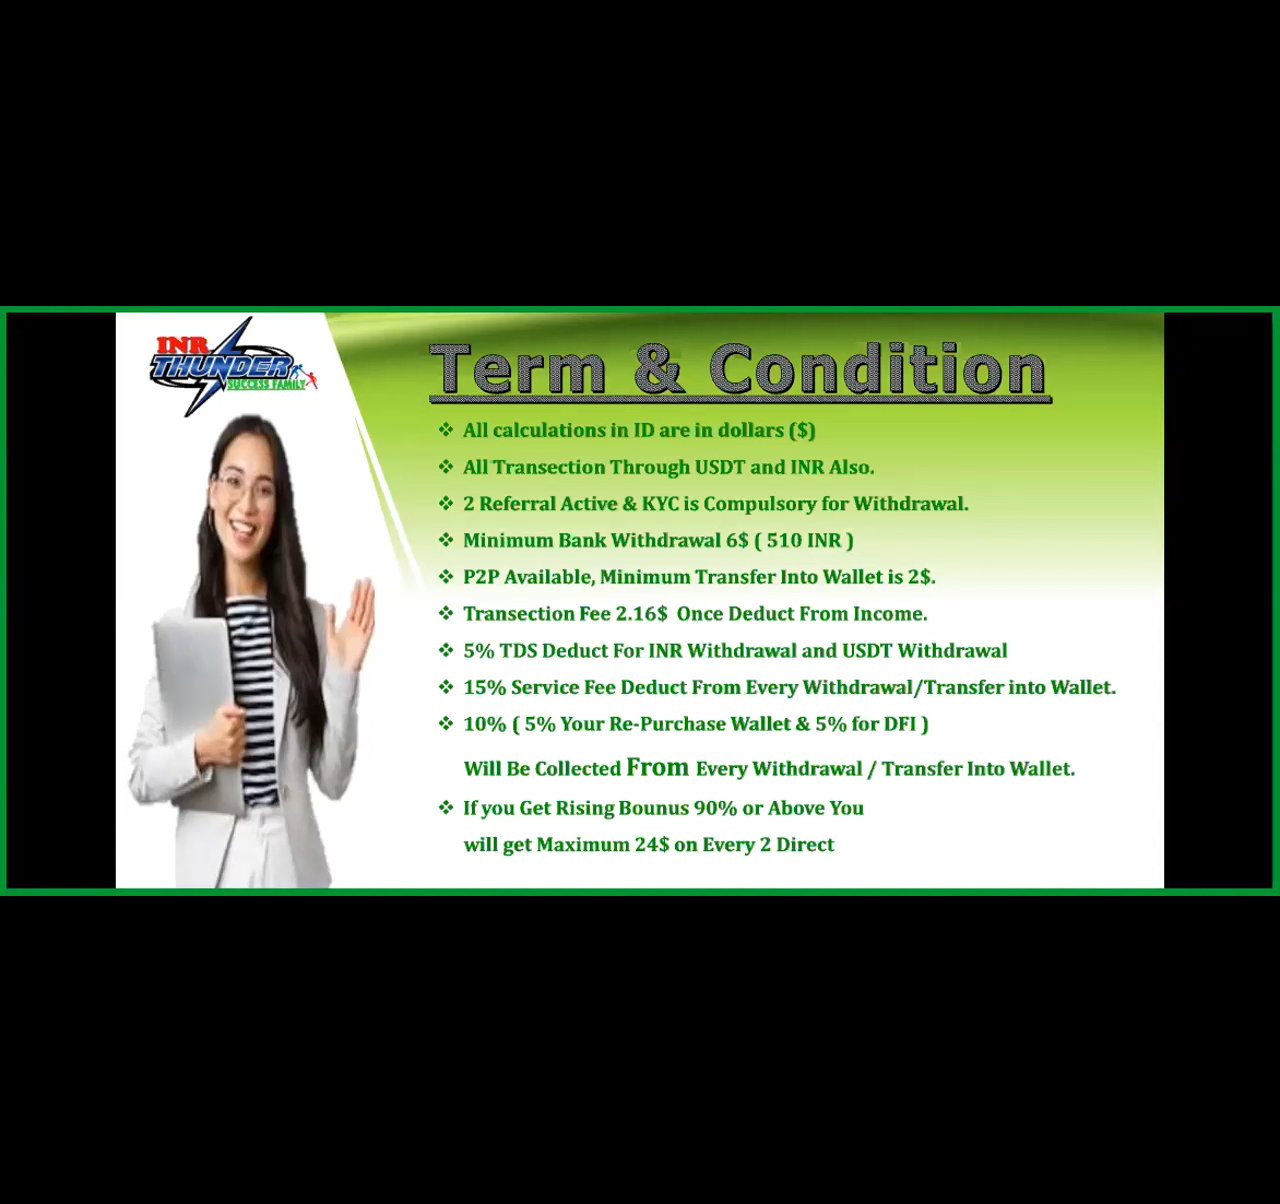 INR
THUNDER
SUCCESS FAMILY
Term & Condition
❖ All calculations in ID are in dollars ($)
❖ All Transection Through USDT and INR Also.
❖ 2 Referral Active & KYC is Compulsory for Withdrawal.
❖ Minimum Bank Withdrawal 6$ ( 510 INR )
❖ P2P Available, Minimum Transfer Into Wallet is 2$.
❖ Transection Fee 2.16$ Once Deduct From Income.
❖ 5% TDS Deduct For INR Withdrawal and USDT Withdrawal
❖ 15% Service Fee Deduct From Every Withdrawal/Transfer into Wallet.
❖ 10% ( 5% Your Re-Purchase Wallet & 5% for DFI )
Will Be Collected From Every Withdrawal / Transfer Into Wallet.
❖ If you Get Rising Bounus 90% or Above You
will get Maximum 24$ on Every 2 Direct